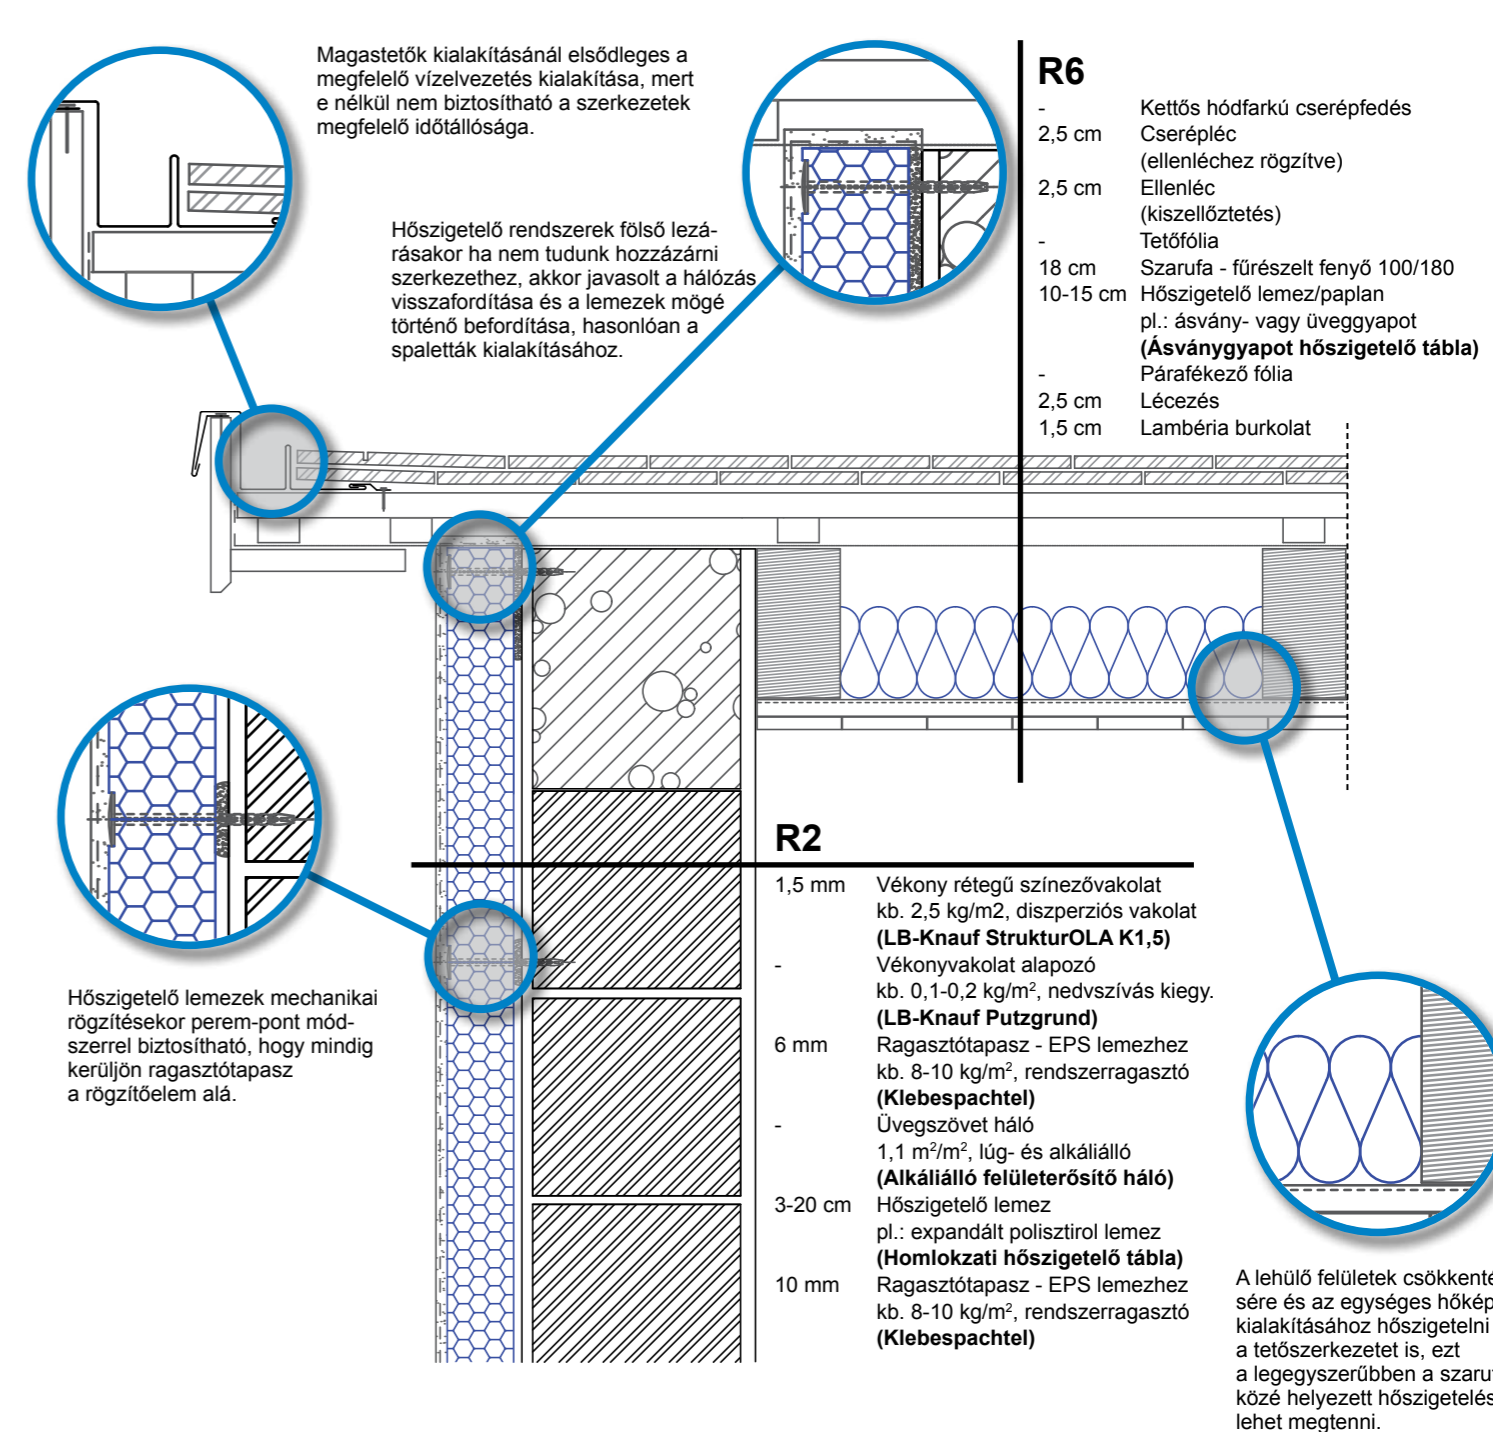 Magastetők kialakításánál elsődleges a
megfelelő vízelvezetés kialakítása, mert
e nélkül nem biztosítható a szerkezetek
megfelelő időtállósága.
Hőszigetelő rendszerek fölső lezá-
rásakor ha nem tudunk hozzázárni
szerkezethez, akkor javasolt a hálózás
visszafordítása és a lemezek mögé
történő befordítása, hasonlóan a
spaletták kialakításához.
R6
- Kettős hódfarkú cserépfedés
2,5 cm Cserépléc
(ellenléchez rögzítve)
2,5 cm Ellenléc
(kiszellőztetés)
- Tetőfólia
18 cm Szarufa - fűrészelt fenyő 100/180
10-15 cm Hőszigetelő lemez/paplan
pl.: ásvány- vagy üveggyapot
(Ásványgyapot hőszigetelő tábla)
- Párafékező fólia
2,5 cm Lécezés
1,5 cm Lambéria burkolat
Hőszigetelő lemezek mechanikai
rögzítésekor perem-pont mód-
szerrel biztosítható, hogy mindig
kerüljön ragasztótapasz
a rögzítőelem alá.
R2
1,5 mm Vékony rétegű színezővakolat
kb. 2,5 kg/m2, diszperziós vakolat
(LB-Knauf StrukturOLA K1,5)
- Vékonyvakolat alapozó
kb. 0,1-0,2 kg/m², nedvszívás kiegy.
(LB-Knauf Putzgrund)
6 mm Ragasztótapasz - EPS lemezhez
kb. 8-10 kg/m², rendszerragasztó
(Klebespachtel)
- Üvegszövet háló
1,1 m²/m², lúg- és alkáliálló
(Alkáliálló felületerősítő háló)
3-20 cm Hőszigetelő lemez
pl.: expandált polisztirol lemez
(Homlokzati hőszigetelő tábla)
10 mm Ragasztótapasz - EPS lemezhez
kb. 8-10 kg/m², rendszerragasztó
(Klebespachtel)
A lehülő felületek
sére és az egységes hőkép
kialakításához hőszigetelni
a tetőszerkezetet is, ezt
a legegyszerűbben a
közé helyezett
lehet megtenni.